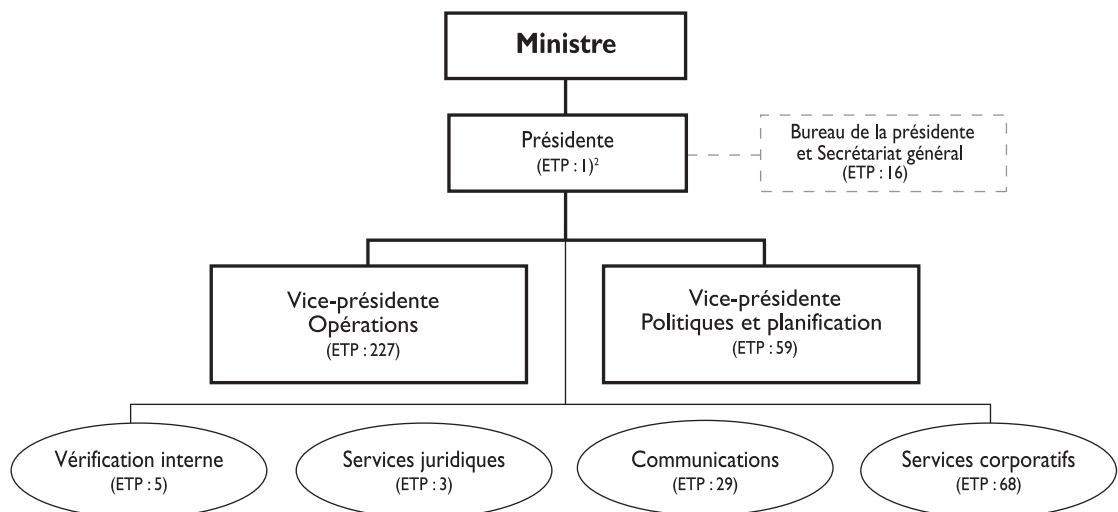 Ministre
Présidente
(ETP : 1)²
Bureau de la présidente
et Secrétariat général
(ETP : 16)
Vice-présidente
Opérations
(ETP : 227)
Vice-présidente
Politiques et planification
(ETP : 59)
Vérification interne
(ETP : 5)
Services juridiques
(ETP : 3)
Communications
(ETP : 29)
Services corporatifs
(ETP : 68)